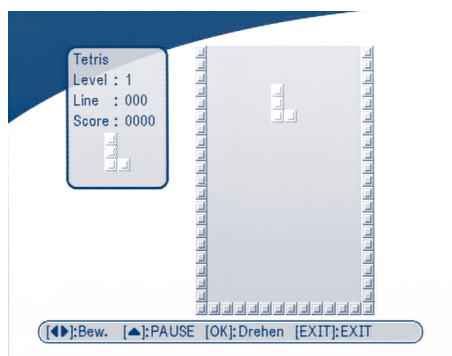 Tetris
Level : 1
Line : 000
Score : 0000
[◀▶]:Bew. [▲]:PAUSE [OK]:Drehen [EXIT]:EXIT